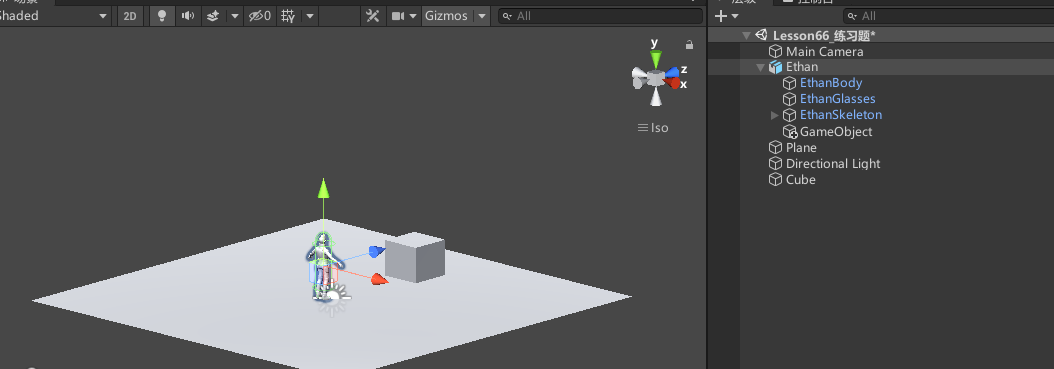 Shaded
2D
0
Gizmos
All
y
z
x
Iso
All
Lesson66_练习题*
Main Camera
Ethan
EthanBody
EthanGlasses
EthanSkeleton
GameObject
Plane
Directional Light
Cube